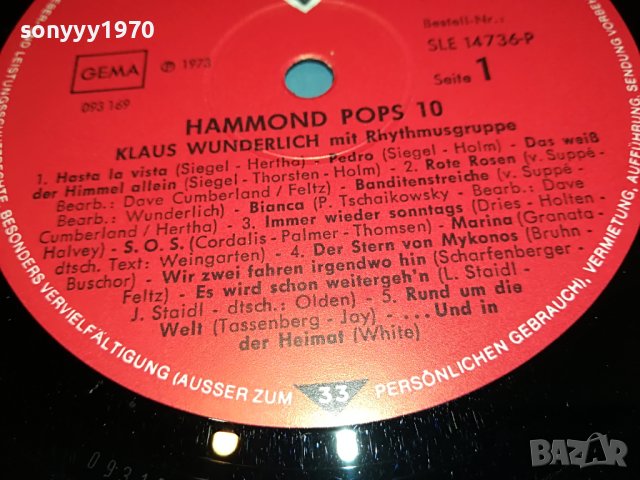 sonyyy1970
GEMA
℗ 1973
093 169
Bestell-Nr.:
SLE 14736-P
Seite 1
HAMMOND POPS 10
KLAUS WUNDERLICH mit Rhythmusgruppe
1. Hasta la vista (Siegel - Hertha) - Pedro (Siegel - Holm) - Das weiß
der Himmel allein (Siegel - Thorsten - Holm) - 2. Rote Rosen (v. Suppé -
Bearb.: Dave Cumberland / Feltz) - Banditenstreiche (v. Suppé -
Bearb.: Wunderlich) - Bianca (P. Tschaikowsky - Bearb.: Dave
Cumberland / Hertha) - 3. Immer wieder sonntags (Dries - Holten -
Halvey) - S. O. S. (Cordalis - Palmer - Thomsen) - Marina (Granata -
dtsch. Text: Weingarten) - 4. Der Stern von Mykonos (Bruhn -
Buschor) - Wir zwei fahren irgendwo hin (Scharfenberger -
Feltz) - Es wird schon weitergeh'n (L. Staidl -
J. Staidl - dtsch.: Olden) - 5. Rund um die
Welt (Tassenberg - Jay) - ... Und in
der Heimat (White)
BESONDERS VERVIELFÄLTIGUNG (AUSSER ZUM 33 PERSÖNLICHEN GEBRAUCH), VERMIETUNG, AUFFÜHRUNG, SENDUNG VORBE
BAZAR